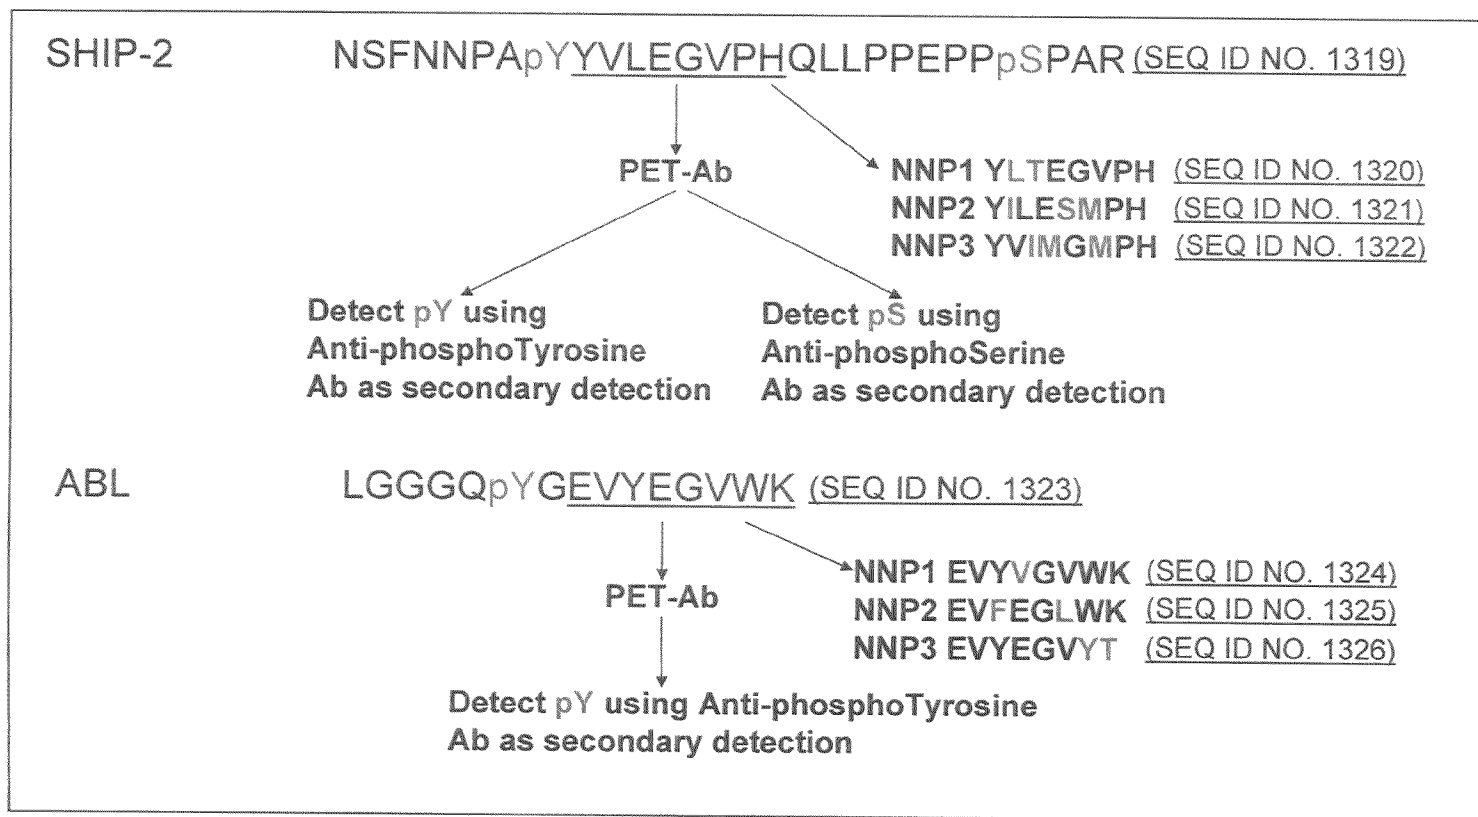 SHIP-2 NSFNNPApYYVLEGVPHQLLPPEPPpSPAR (SEQ ID NO. 1319)
PET-Ab
NNP1 YLTEGVPH (SEQ ID NO. 1320)
NNP2 YILESMPH (SEQ ID NO. 1321)
NNP3 YVIMGMPH (SEQ ID NO. 1322)
Detect pY using
Anti-phosphoTyrosine
Ab as secondary detection
Detect pS using
Anti-phosphoSerine
Ab as secondary detection
ABL LGGGQpYGEVYEGVWK (SEQ ID NO. 1323)
PET-Ab
NNP1 EVYVGVWK (SEQ ID NO. 1324)
NNP2 EVFEGLWK (SEQ ID NO. 1325)
NNP3 EVYEGVYT (SEQ ID NO. 1326)
Detect pY using Anti-phosphoTyrosine
Ab as secondary detection